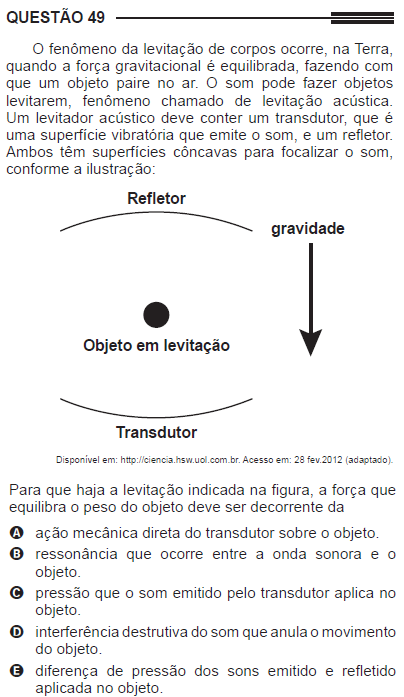 QUESTÃO 49
O fenômeno da levitação de corpos ocorre, na Terra,
quando a força gravitacional é equilibrada, fazendo com
que um objeto paire no ar. O som pode fazer objetos
levitarem, fenômeno chamado de levitação acústica.
Um levitador acústico deve conter um transdutor, que é
uma superfície vibratória que emite o som, e um refletor.
Ambos têm superfícies côncavas para focalizar o som,
conforme a ilustração:
Refletor
gravidade
Objeto em levitação
Transdutor
Disponível em: http://ciencia.hsw.uol.com.br. Acesso em: 28 fev.2012 (adaptado).
Para que haja a levitação indicada na figura, a força que
equilibra o peso do objeto deve ser decorrente da
A ação mecânica direta do transdutor sobre o objeto.
B ressonância que ocorre entre a onda sonora e o
objeto.
C pressão que o som emitido pelo transdutor aplica no
objeto.
D interferência destrutiva do som que anula o movimento
do objeto.
E diferença de pressão dos sons emitido e refletido
aplicada no objeto.